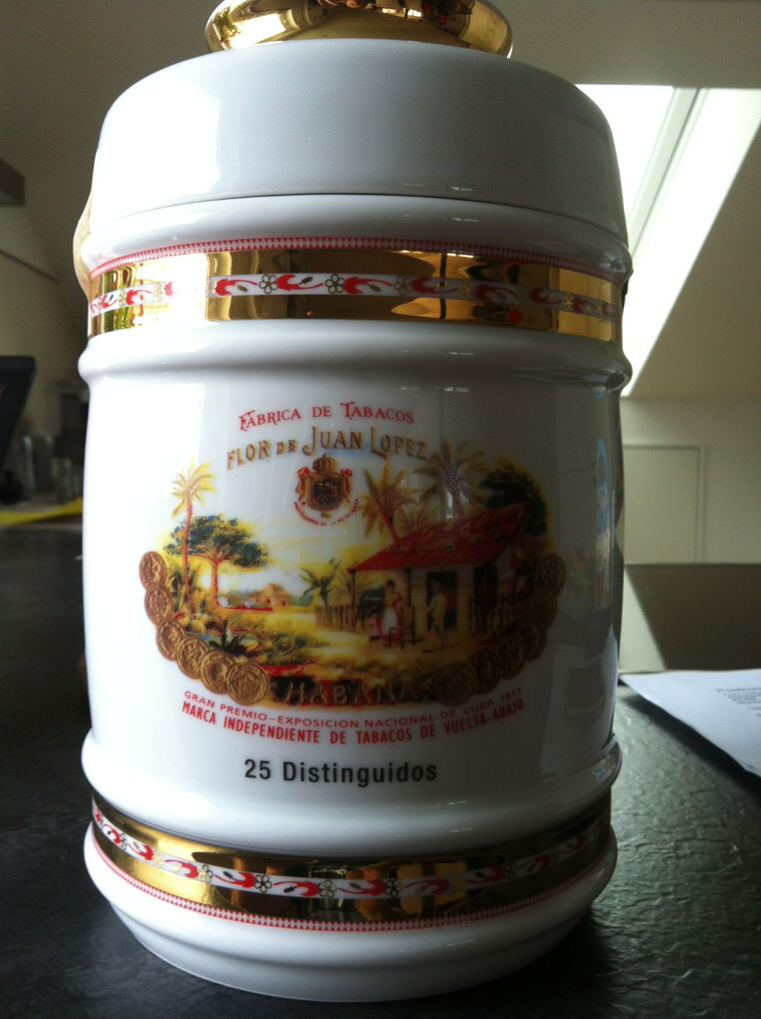 FÁBRICA DE TABACOS
FLOR DE JUAN LOPEZ
HABANA
GRAN PREMIO-EXPOSICION NACIONAL DE CUBA 1911
MARCA INDEPENDIENTE DE TABACOS DE VUELTA-ABAJO
25 Distinguidos